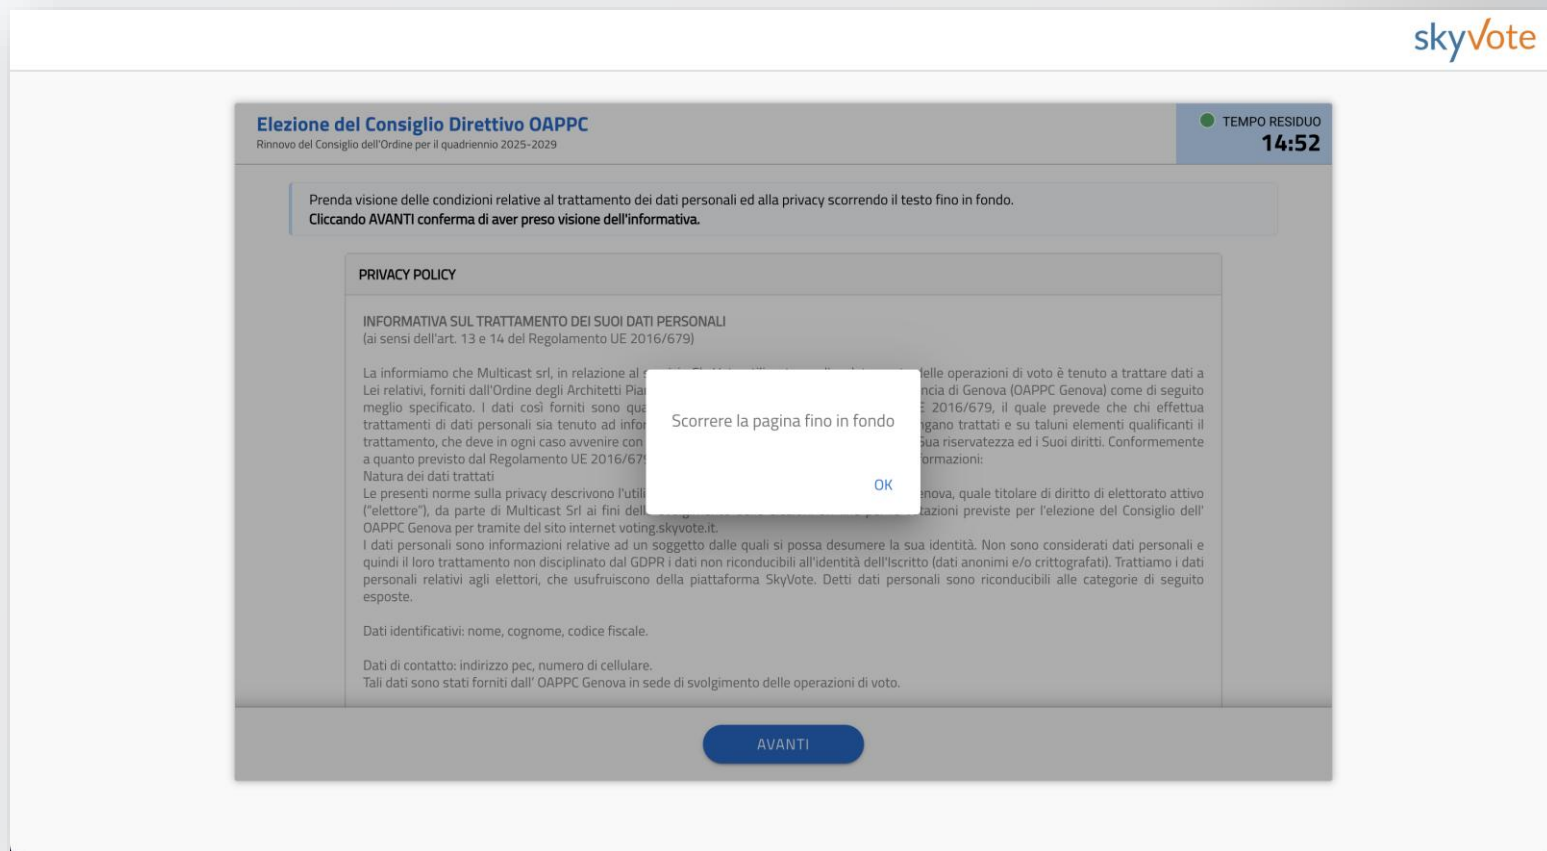 skyvote
Elezione del Consiglio Direttivo OAPPC
Rinnovo del Consiglio dell'Ordine per il quadriennio 2025-2029
TEMPO RESIDUO
14:52
Prenda visione delle condizioni relative al trattamento dei dati personali ed alla privacy scorrendo il testo fino in fondo.
Cliccando AVANTI conferma di aver preso visione dell'informativa.
PRIVACY POLICY
INFORMATIVA SUL TRATTAMENTO DEI SUOI DATI PERSONALI
(ai sensi dell'art. 13 e 14 del Regolamento UE 2016/679)
La informiamo che Multicast srl, in relazione al delle operazioni di voto è tenuto a trattare dati a
Lei relativi, forniti dall'Ordine degli Architetti di Genova (OAPPC Genova) come di seguito
meglio specificato. I dati così forniti sono 2016/679, il quale prevede che chi effettua
trattamenti di dati personali sia tenuto ad trattati e su taluni elementi qualificanti il
trattamento, che deve in ogni caso avvenire con riservatezza ed i Suoi diritti. Conformemente
a quanto previsto dal Regolamento UE
Natura dei dati trattati
Le presenti norme sulla privacy descrivono quale titolare di diritto di elettorato attivo
("elettore"), da parte di Multicast Srl ai fini previste per l'elezione del Consiglio dell'
OAPPC Genova per tramite del sito internet voting.skyvote.it.
I dati personali sono informazioni relative ad un soggetto dalle quali si possa desumere la sua identità. Non sono considerati dati personali e
quindi il loro trattamento non disciplinato dal GDPR i dati non riconducibili all'identità dell'Iscritto (dati anonimi e/o crittografati). Trattiamo i dati
personali relativi agli elettori, che usufruiscono della piattaforma SkyVote. Detti dati personali sono riconducibili alle categorie di seguito
esposte.
Dati identificativi: nome, cognome, codice fiscale.
Dati di contatto: indirizzo pec, numero di cellulare.
Tali dati sono stati forniti dall' OAPPC Genova in sede di svolgimento delle operazioni di voto.
Scorrere la pagina fino in fondo
OK
AVANTI